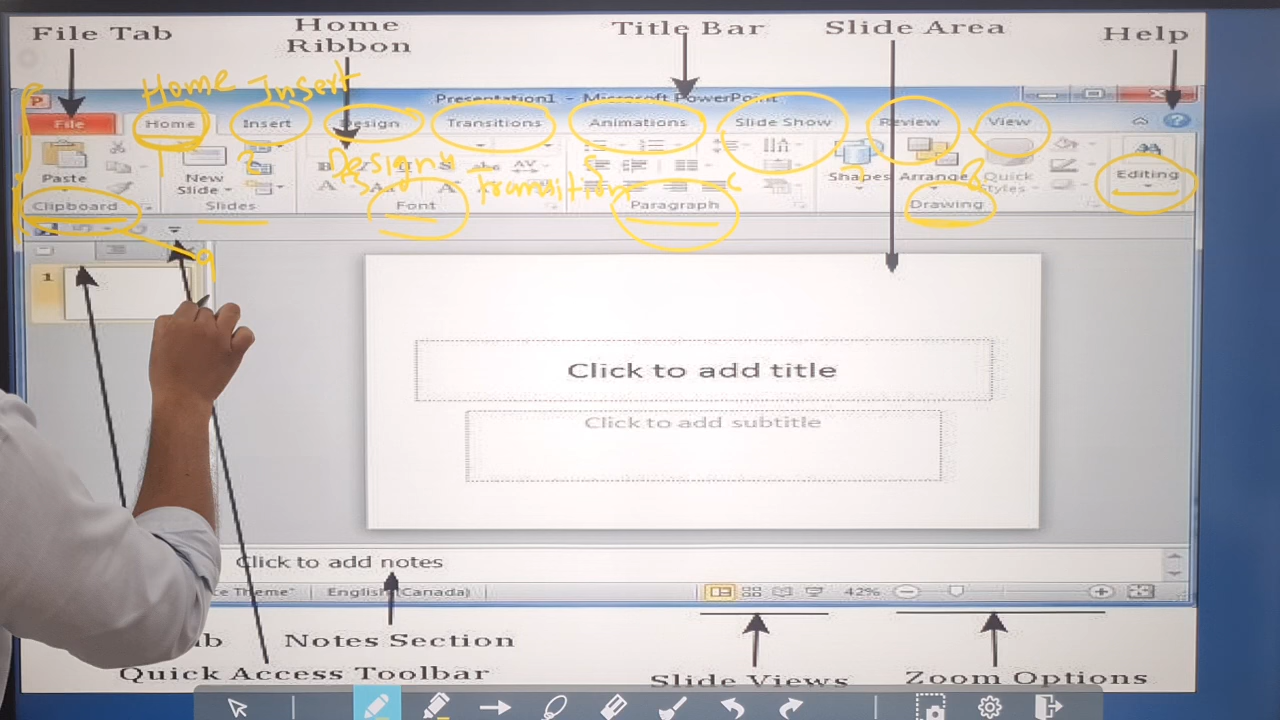 File Tab
Home
Ribbon
Title Bar
Slide Area
Help
Home Insert
Presentation1 - Microsoft PowerPoint
File Home Insert Design Transitions Animations Slide Show Review View
Design
Transition
Paste
New
Slide
Shapes Arrange Quick
Styles
Editing
Clipboard Slides Font Paragraph Drawing
1
Click to add title
Click to add subtitle
Click to add notes
Theme" English (Canada) 42%
Notes Section
Quick Access Toolbar
Slide Views
Zoom Options